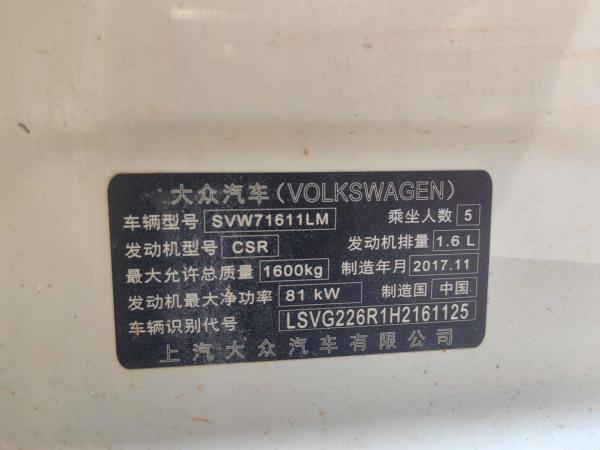 大众汽车(VOLKSWAGEN)
车辆型号 SVW71611LM 乘坐人数 5
发动机型号 CSR 发动机排量 1.6 L
最大允许总质量 1600kg 制造年月 2017.11
发动机最大净功率 81 kW 制造国 中国
车辆识别代号 LSVG226R1H2161125
上汽大众汽车有限公司